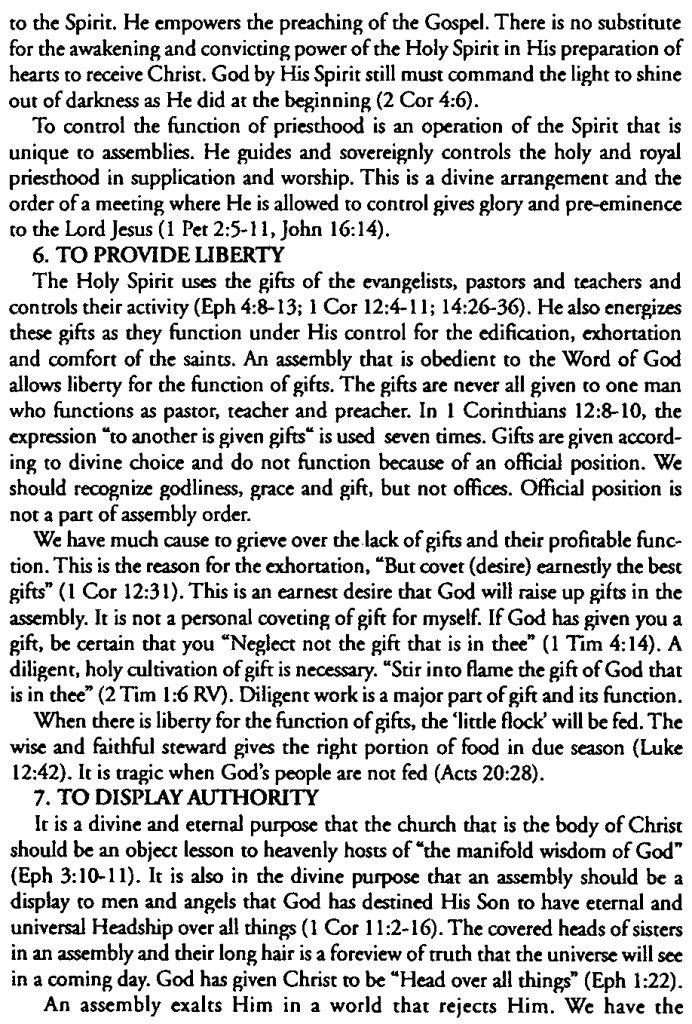 to the Spirit. He empowers the preaching of the Gospel. There is no substitute
for the awakening and convicting power of the Holy Spirit in His preparation of
hearts to receive Christ. God by His Spirit still must command the light to shine
out of darkness as He did at the beginning (2 Cor 4:6).
To control the function of priesthood is an operation of the Spirit that is
unique to assemblies. He guides and sovereignly controls the holy and royal
priesthood in supplication and worship. This is a divine arrangement and the
order of a meeting where He is allowed to control gives glory and pre-eminence
to the Lord Jesus (1 Pet 2:5-11, John 16:14).
6. TO PROVIDE LIBERTY
The Holy Spirit uses the gifts of the evangelists, pastors and teachers and
controls their activity (Eph 4:8-13; 1 Cor 12:4-11; 14:26-36). He also energizes
these gifts as they function under His control for the edification, exhortation
and comfort of the saints. An assembly that is obedient to the Word of God
allows liberty for the function of gifts. The gifts are never all given to one man
who functions as pastor, teacher and preacher. In 1 Corinthians 12:8-10, the
expression "to another is given gifts" is used seven times. Gifts are given accord-
ing to divine choice and do not function because of an official position. We
should recognize godliness, grace and gift, but not offices. Official position is
not a part of assembly order.
We have much cause to grieve over the lack of gifts and their profitable func-
tion. This is the reason for the exhortation, "But covet (desire) earnestly the best
gifts" (1 Cor 12:31). This is an earnest desire that God will raise up gifts in the
assembly. It is not a personal coveting of gift for myself. If God has given you a
gift, be certain that you "Neglect not the gift that is in thee" (1 Tim 4:14). A
diligent, holy cultivation of gift is necessary. "Stir into flame the gift of God that
is in thee" (2 Tim 1:6 RV). Diligent work is a major part of gift and its function.
When there is liberty for the function of gifts, the 'little flock' will be fed. The
wise and faithful steward gives the right portion of food in due season (Luke
12:42). It is tragic when God's people are not fed (Acts 20:28).
7. TO DISPLAY AUTHORITY
It is a divine and eternal purpose that the church that is the body of Christ
should be an object lesson to heavenly hosts of "the manifold wisdom of God"
(Eph 3:10-11). It is also in the divine purpose that an assembly should be a
display to men and angels that God has destined His Son to have eternal and
universal Headship over all things (1 Cor 11:2-16). The covered heads of sisters
in an assembly and their long hair is a foreview of truth that the universe will see
in a coming day. God has given Christ to be "Head over all things" (Eph 1:22).
An assembly exalts Him in a world that rejects Him. We have the